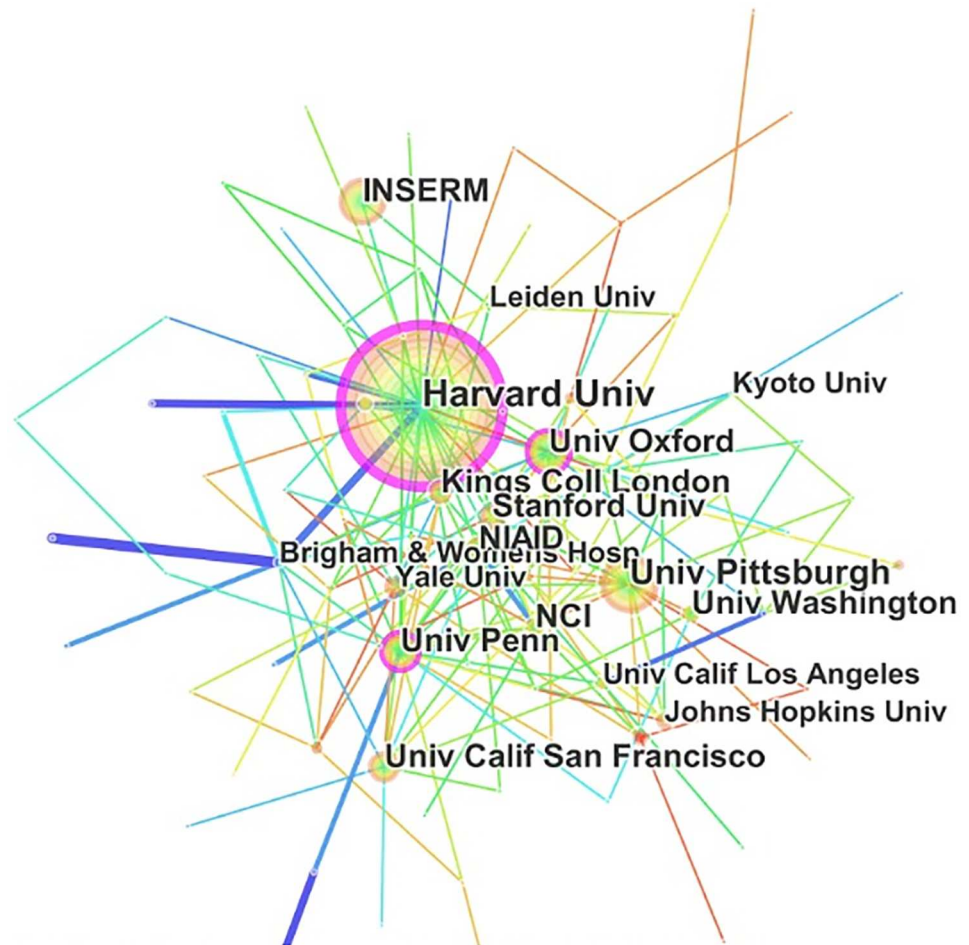 INSERM
Leiden Univ
Kyoto Univ
Harvard Univ
Univ Oxford
Kings Coll London
Stanford Univ
NIAID
Brigham & Womens Hosp
Yale Univ
Univ Pittsburgh
Univ Washington
NCI
Univ Penn
Univ Calif Los Angeles
Johns Hopkins Univ
Univ Calif San Francisco